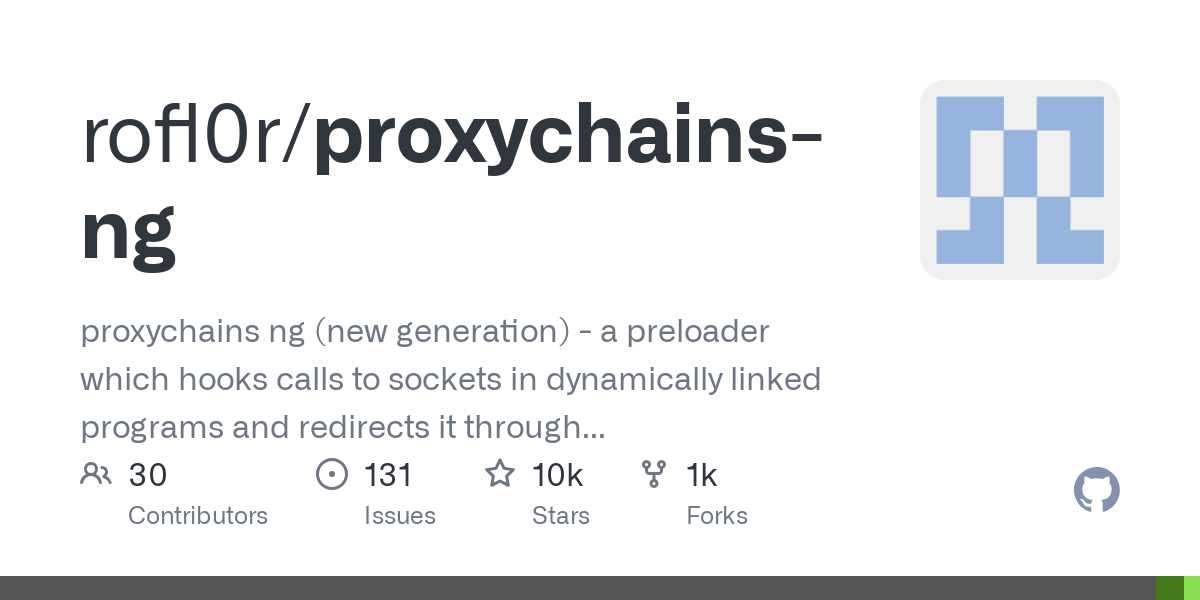 rofl0r/proxychains-
ng
proxychains ng (new generation) - a preloader
which hooks calls to sockets in dynamically linked
programs and redirects it through...
30 131 10k 1k
Contributors Issues Stars Forks